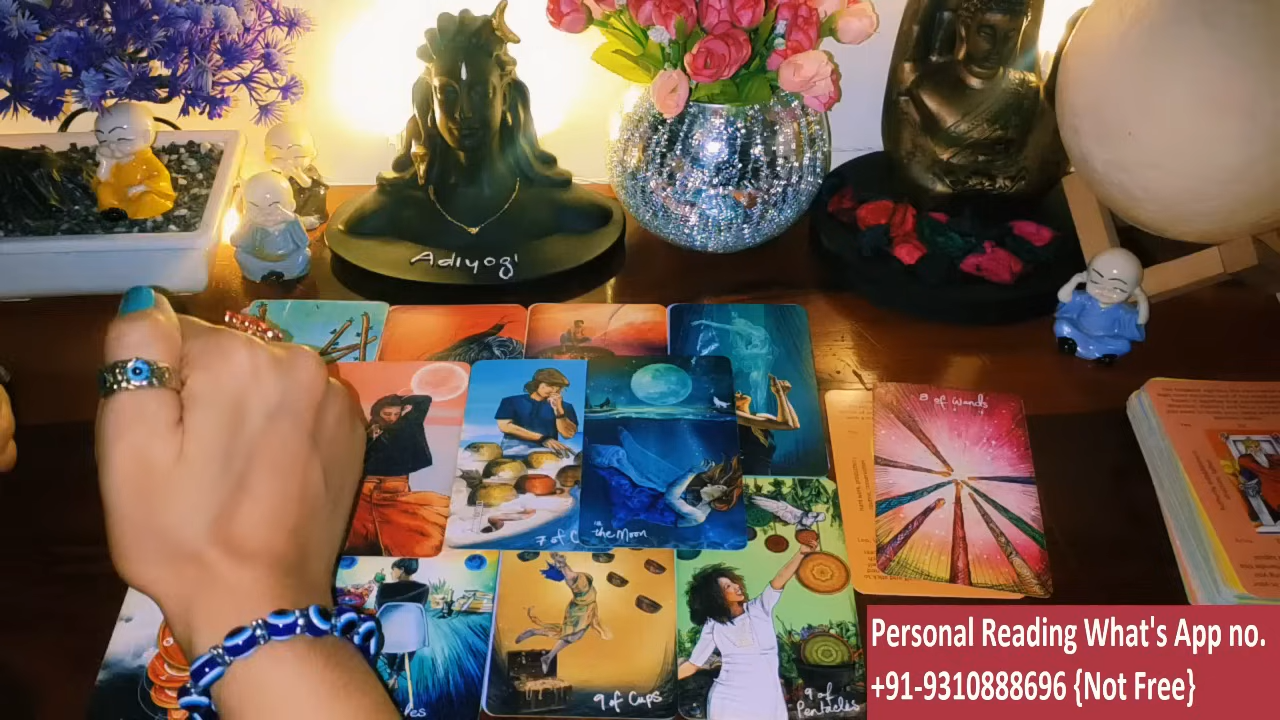 Adiyogi
8 of Wands
7 of C
the Moon
es
9 of Cups
9 of
Pentacles
Personal Reading What's App no.
+91-9310888696 {Not Free}